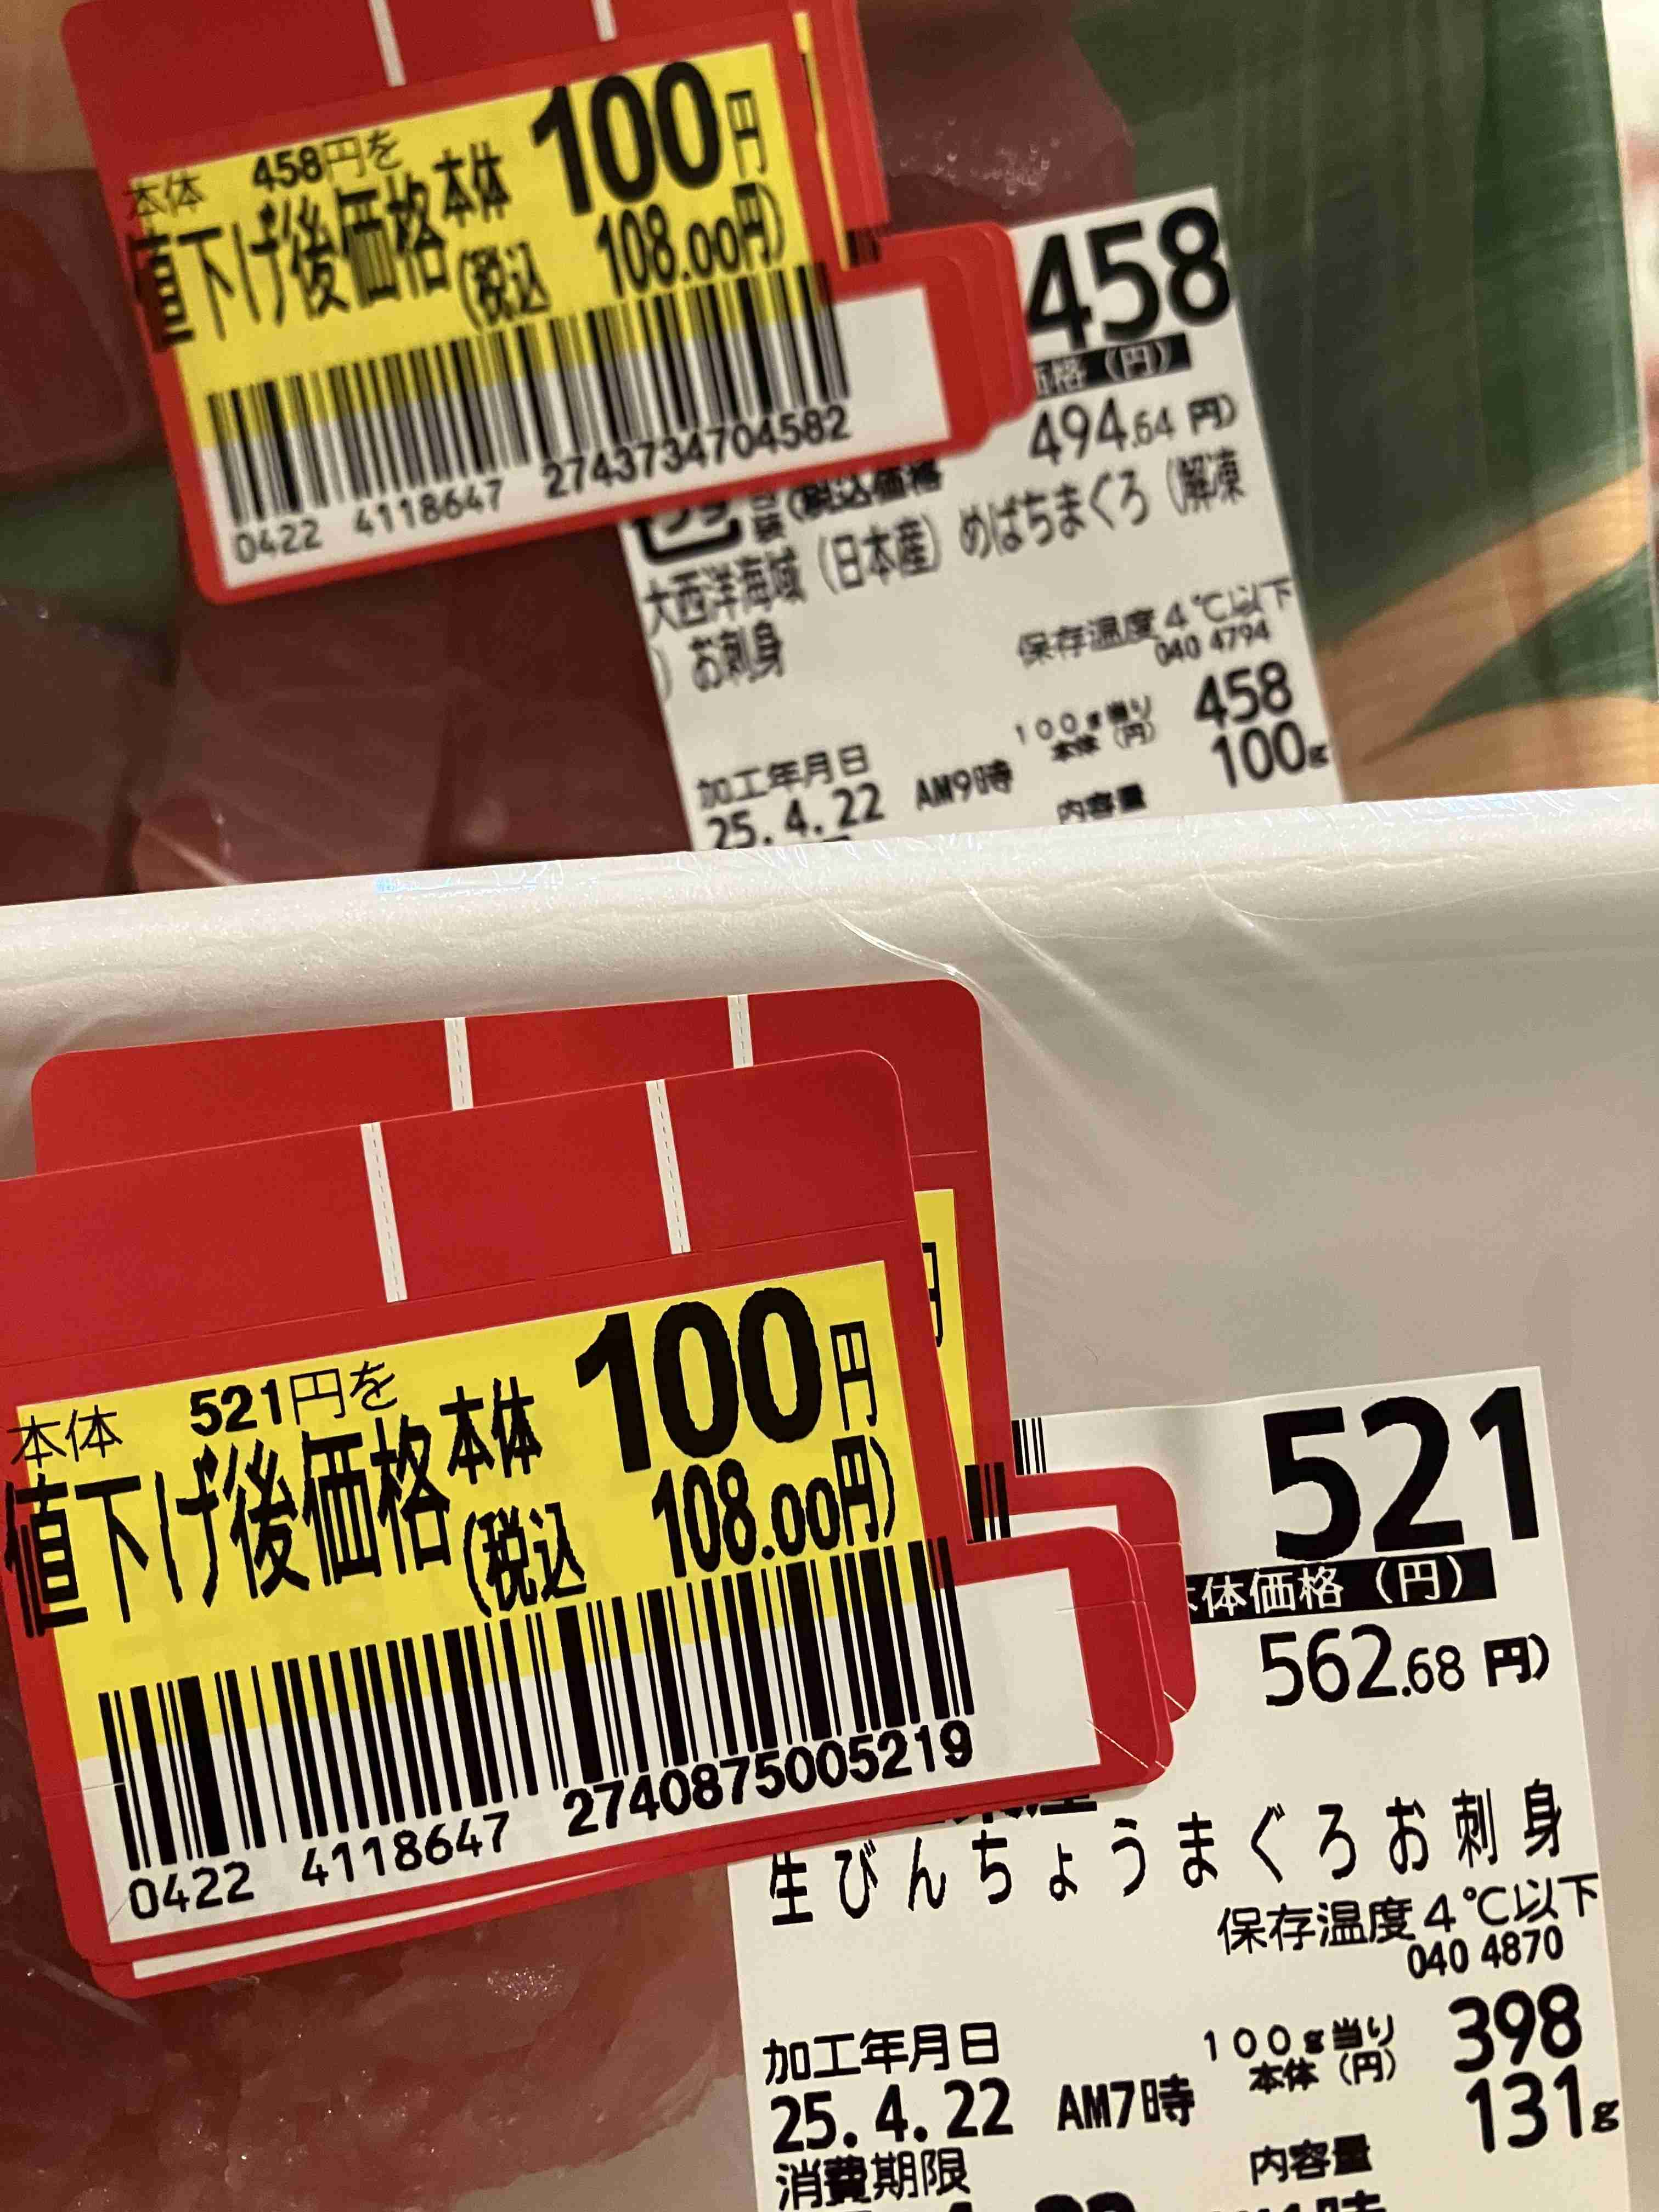 本体 458円を
値下げ後価格本体 100円
(税込 108.00円)
0422 4118647 2743734704582
458
価格（円）
494.64 円)
(税込価格
大西洋海域（日本産）めばちまぐろ（解凍
）お刺身
保存温度4℃以下
040 4794
100g当り
本体（円） 458
加工年月日
25.4.22 AM9時
内容量 100g
円
本体 521円を
値下げ後価格本体 100円
(税込 108.00円)
0422 4118647 2740875005219
521
体価格（円）
562.68 円)
生びんちょうまぐろお刺身
保存温度4℃以下
040 4870
100g当り
本体（円） 398
加工年月日
25.4.22 AM7時
内容量 131g
消費期限